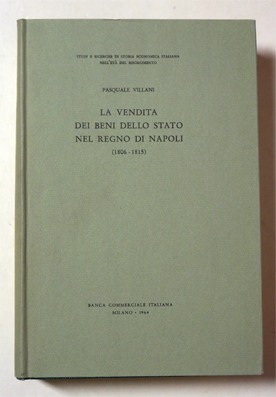 STUDI E RICERCHE DI STORIA ECONOMICA ITALIANA
NELL'ETÀ DEL RISORGIMENTO
PASQUALE VILLANI
LA VENDITA
DEI BENI DELLO STATO
NEL REGNO DI NAPOLI
(1806 - 1815)
BANCA COMMERCIALE ITALIANA
MILANO · 1964